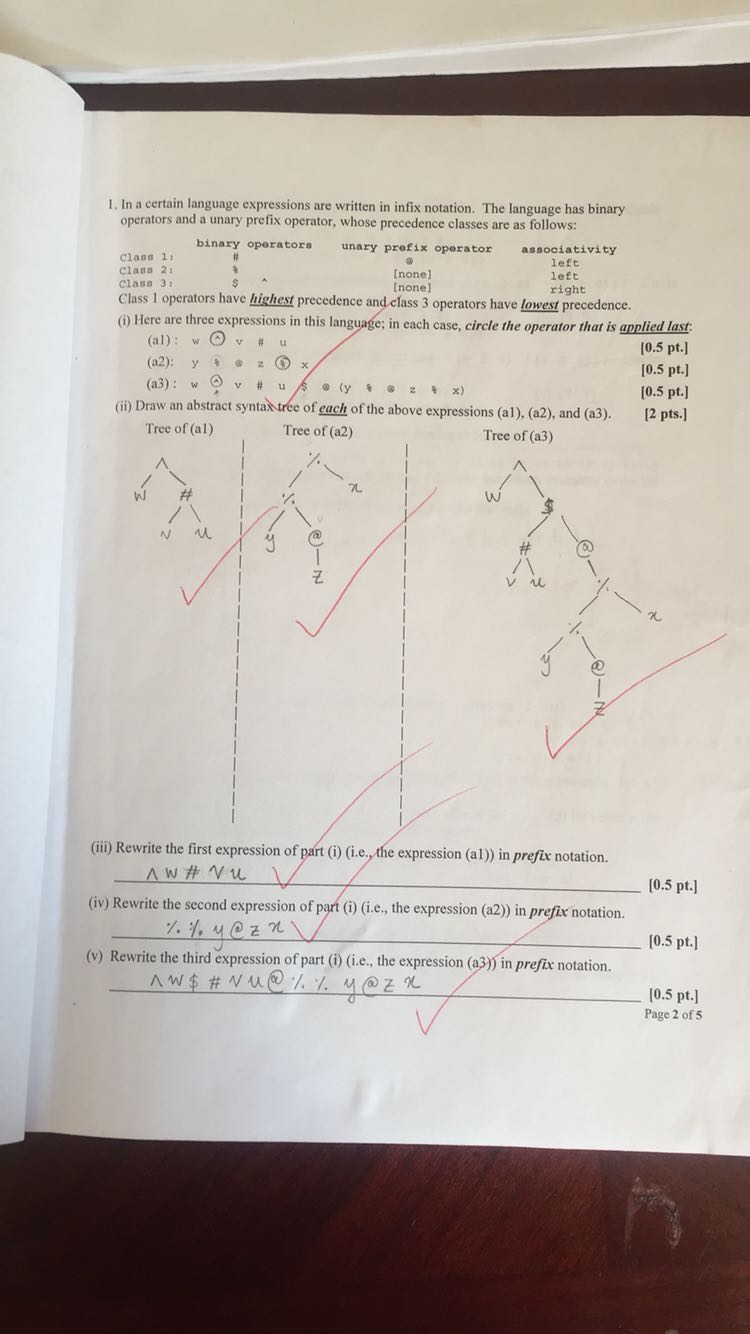 1. In a certain language expressions are written in infix notation. The language has binary
operators and a unary prefix operator, whose precedence classes are as follows:
binary operators unary prefix operator associativity
Class 1: # @ left
Class 2: % [none] left
Class 3: $ ^ [none] right
Class 1 operators have highest precedence and class 3 operators have lowest precedence.
(i) Here are three expressions in this language; in each case, circle the operator that is applied last:
(a1): w ^ v # u [0.5 pt.]
(a2): y % @ z % x [0.5 pt.]
(a3): w ^ v # u $ @ (y % @ z % x) [0.5 pt.]
(ii) Draw an abstract syntax tree of each of the above expressions (a1), (a2), and (a3). [2 pts.]
Tree of (a1) Tree of (a2) Tree of (a3)
^ % ^
w # % x w $
v u y @ # @
z v u % x
% 
y @
z
(iii) Rewrite the first expression of part (i) (i.e., the expression (a1)) in prefix notation.
^ w # v u [0.5 pt.]
(iv) Rewrite the second expression of part (i) (i.e., the expression (a2)) in prefix notation.
% % y @ z x [0.5 pt.]
(v) Rewrite the third expression of part (i) (i.e., the expression (a3)) in prefix notation.
^ w $ # v u @ % % y @ z x [0.5 pt.]
Page 2 of 5